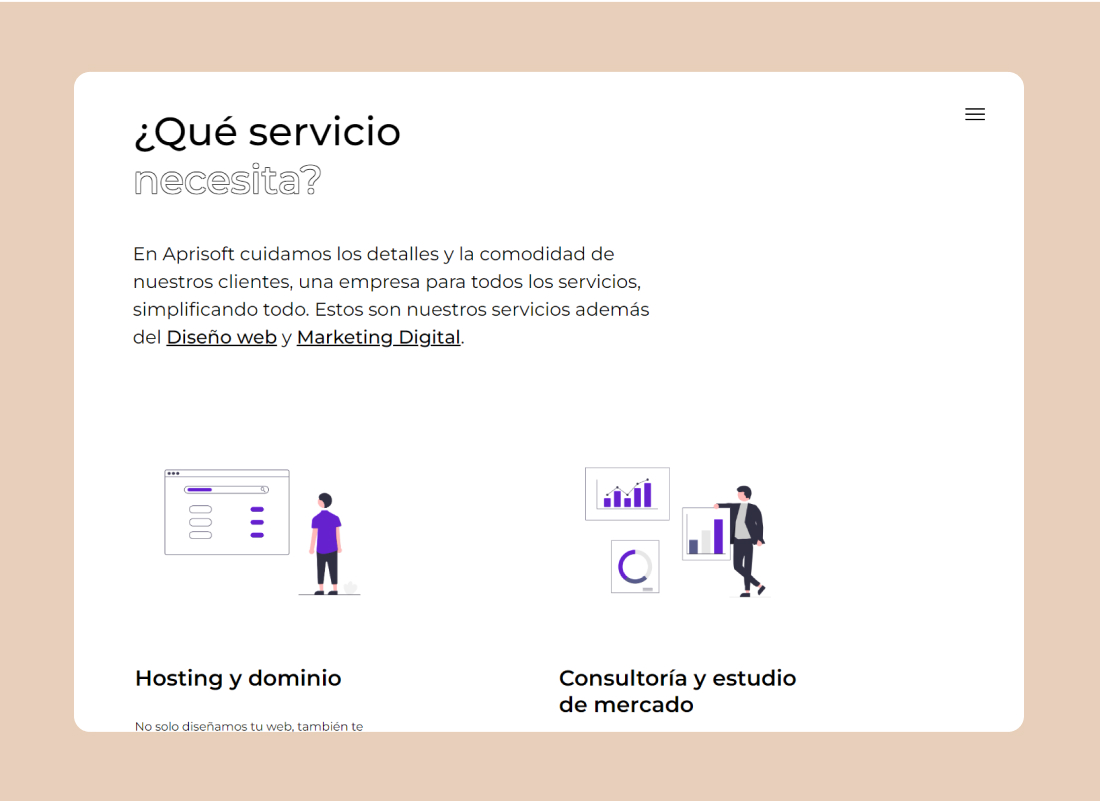 ¿Qué servicio
necesita?
En Aprisoft cuidamos los detalles y la comodidad de
nuestros clientes, una empresa para todos los servicios,
simplificando todo. Estos son nuestros servicios además
del Diseño web y Marketing Digital.
Hosting y dominio
Consultoría y estudio
de mercado
No solo diseñamos tu web, también te